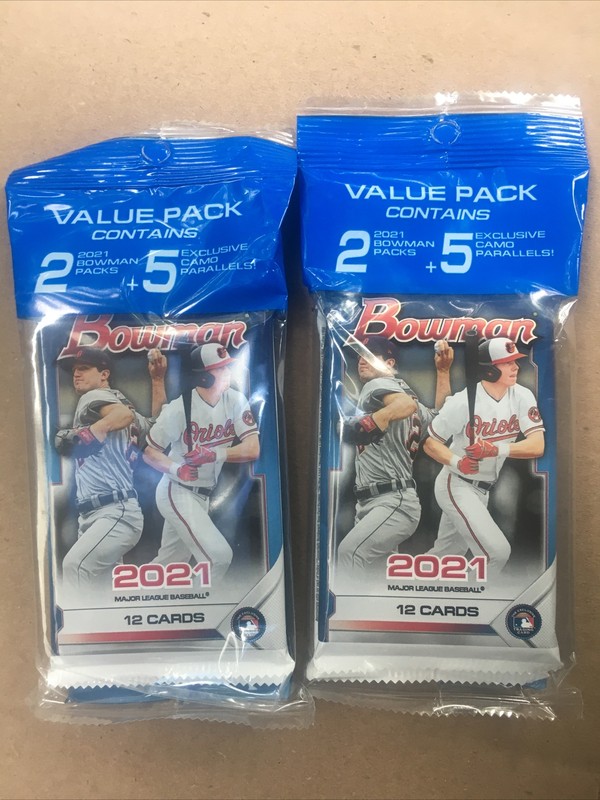 VALUE PACK
CONTAINS
2 2021 BOWMAN PACKS + 5 EXCLUSIVE CAMO PARALLELS!
Bowman
Orioles
2021
MAJOR LEAGUE BASEBALL®
12 CARDS
VALUE PACK
CONTAINS
2 2021 BOWMAN PACKS + 5 EXCLUSIVE CAMO PARALLELS!
Bowman
Orioles
2021
MAJOR LEAGUE BASEBALL®
12 CARDS